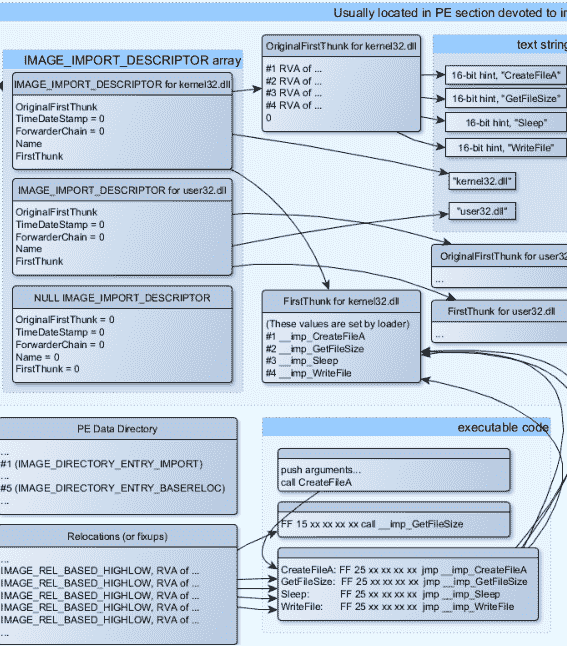 Usually located in PE section devoted to
IMAGE_IMPORT_DESCRIPTOR array
IMAGE_IMPORT_DESCRIPTOR for kernel32.dll
OriginalFirstThunk
TimeDateStamp = 0
ForwarderChain = 0
Name
FirstThunk
IMAGE_IMPORT_DESCRIPTOR for user32.dll
OriginalFirstThunk
TimeDateStamp = 0
ForwarderChain = 0
Name
FirstThunk
NULL IMAGE_IMPORT_DESCRIPTOR
OriginalFirstThunk = 0
TimeDateStamp = 0
ForwarderChain = 0
Name = 0
FirstThunk = 0
OriginalFirstThunk for kernel32.dll
#1 RVA of ...
#2 RVA of ...
#3 RVA of ...
#4 RVA of ...
0
text string
16-bit hint, "CreateFileA"
16-bit hint, "GetFileSize"
16-bit hint, "Sleep"
16-bit hint, "WriteFile"
"kernel32.dll"
"user32.dll"
OriginalFirstThunk for user32
...
FirstThunk for user32.dll
...
FirstThunk for kernel32.dll
(These values are set by loader)
#1 __imp_CreateFileA
#2 __imp_GetFileSize
#3 __imp_Sleep
#4 __imp_WriteFile
PE Data Directory
...
#1 (IMAGE_DIRECTORY_ENTRY_IMPORT)
...
#5 (IMAGE_DIRECTORY_ENTRY_BASERELOC)
...
Relocations (or fixups)
...
IMAGE_REL_BASED_HIGHLOW, RVA of ...
IMAGE_REL_BASED_HIGHLOW, RVA of ...
IMAGE_REL_BASED_HIGHLOW, RVA of ...
IMAGE_REL_BASED_HIGHLOW, RVA of ...
IMAGE_REL_BASED_HIGHLOW, RVA of ...
...
executable code
push arguments...
call CreateFileA
FF 15 xx xx xx xx call __imp_GetFileSize
CreateFileA: FF 25 xx xx xx xx jmp __imp_CreateFileA
GetFileSize: FF 25 xx xx xx xx jmp __imp_GetFileSize
Sleep: FF 25 xx xx xx xx jmp __imp_Sleep
WriteFile: FF 25 xx xx xx xx jmp __imp_WriteFile